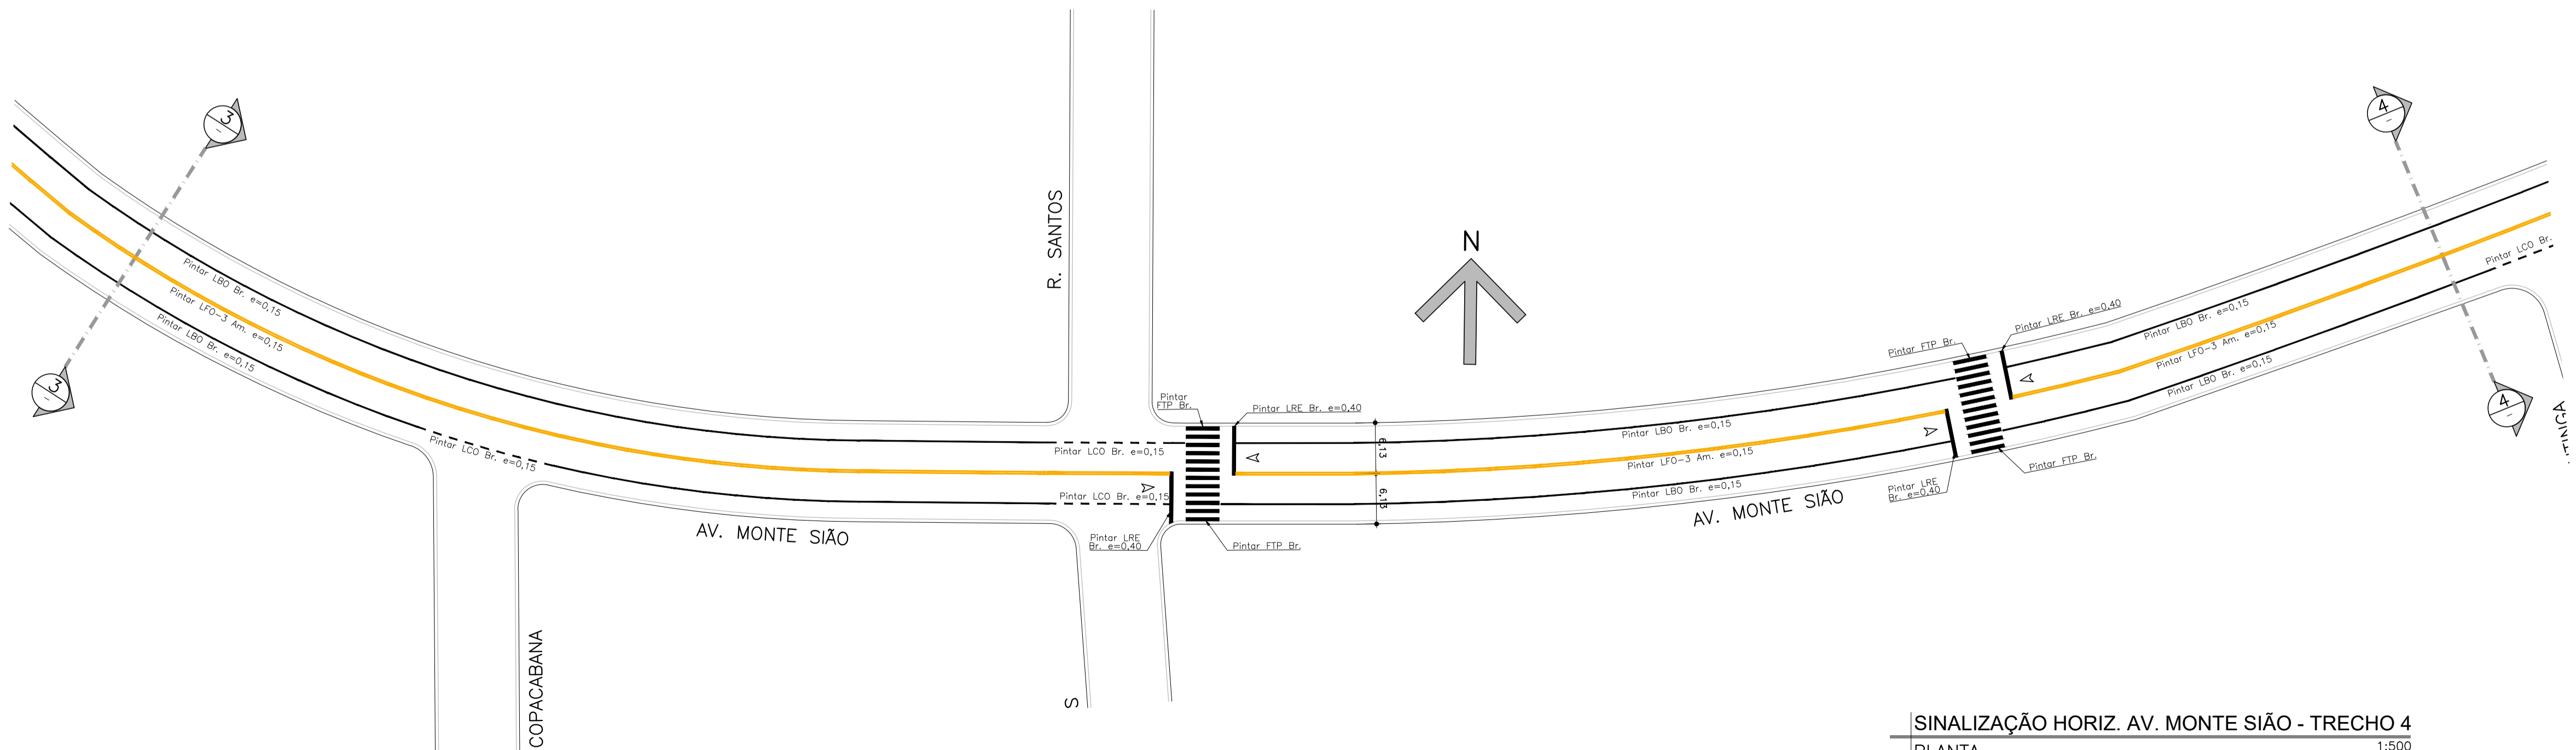 3
-
3
-
4
-
4
-
N
R. SANTOS
Pintar LBO Br. e=0,15
Pintar LFO-3 Am. e=0,15
Pintar LBO Br. e=0,15
Pintar LCO Br. e=0,15
Pintar LCO Br. e=0,15
Pintar LCO Br. e=0,15
Pintar
FTP Br.
Pintar LRE Br. e=0,40
6,13
6,13
Pintar LRE
Br. e=0,40
Pintar FTP Br.
AV. MONTE SIÃO
COPACABANA
S
Pintar LBO Br. e=0,15
Pintar LFO-3 Am. e=0,15
Pintar LBO Br. e=0,15
AV. MONTE SIÃO
Pintar FTP Br.
Pintar LRE Br. e=0,40
Pintar LRE
Br. e=0,40
Pintar FTP Br.
Pintar LBO Br. e=0,15
Pintar LFO-3 Am. e=0,15
Pintar LBO Br. e=0,15
Pintar LCO Br.
SINALIZAÇÃO HORIZ. AV. MONTE SIÃO - TRECHO 4
PLANTA
1:500